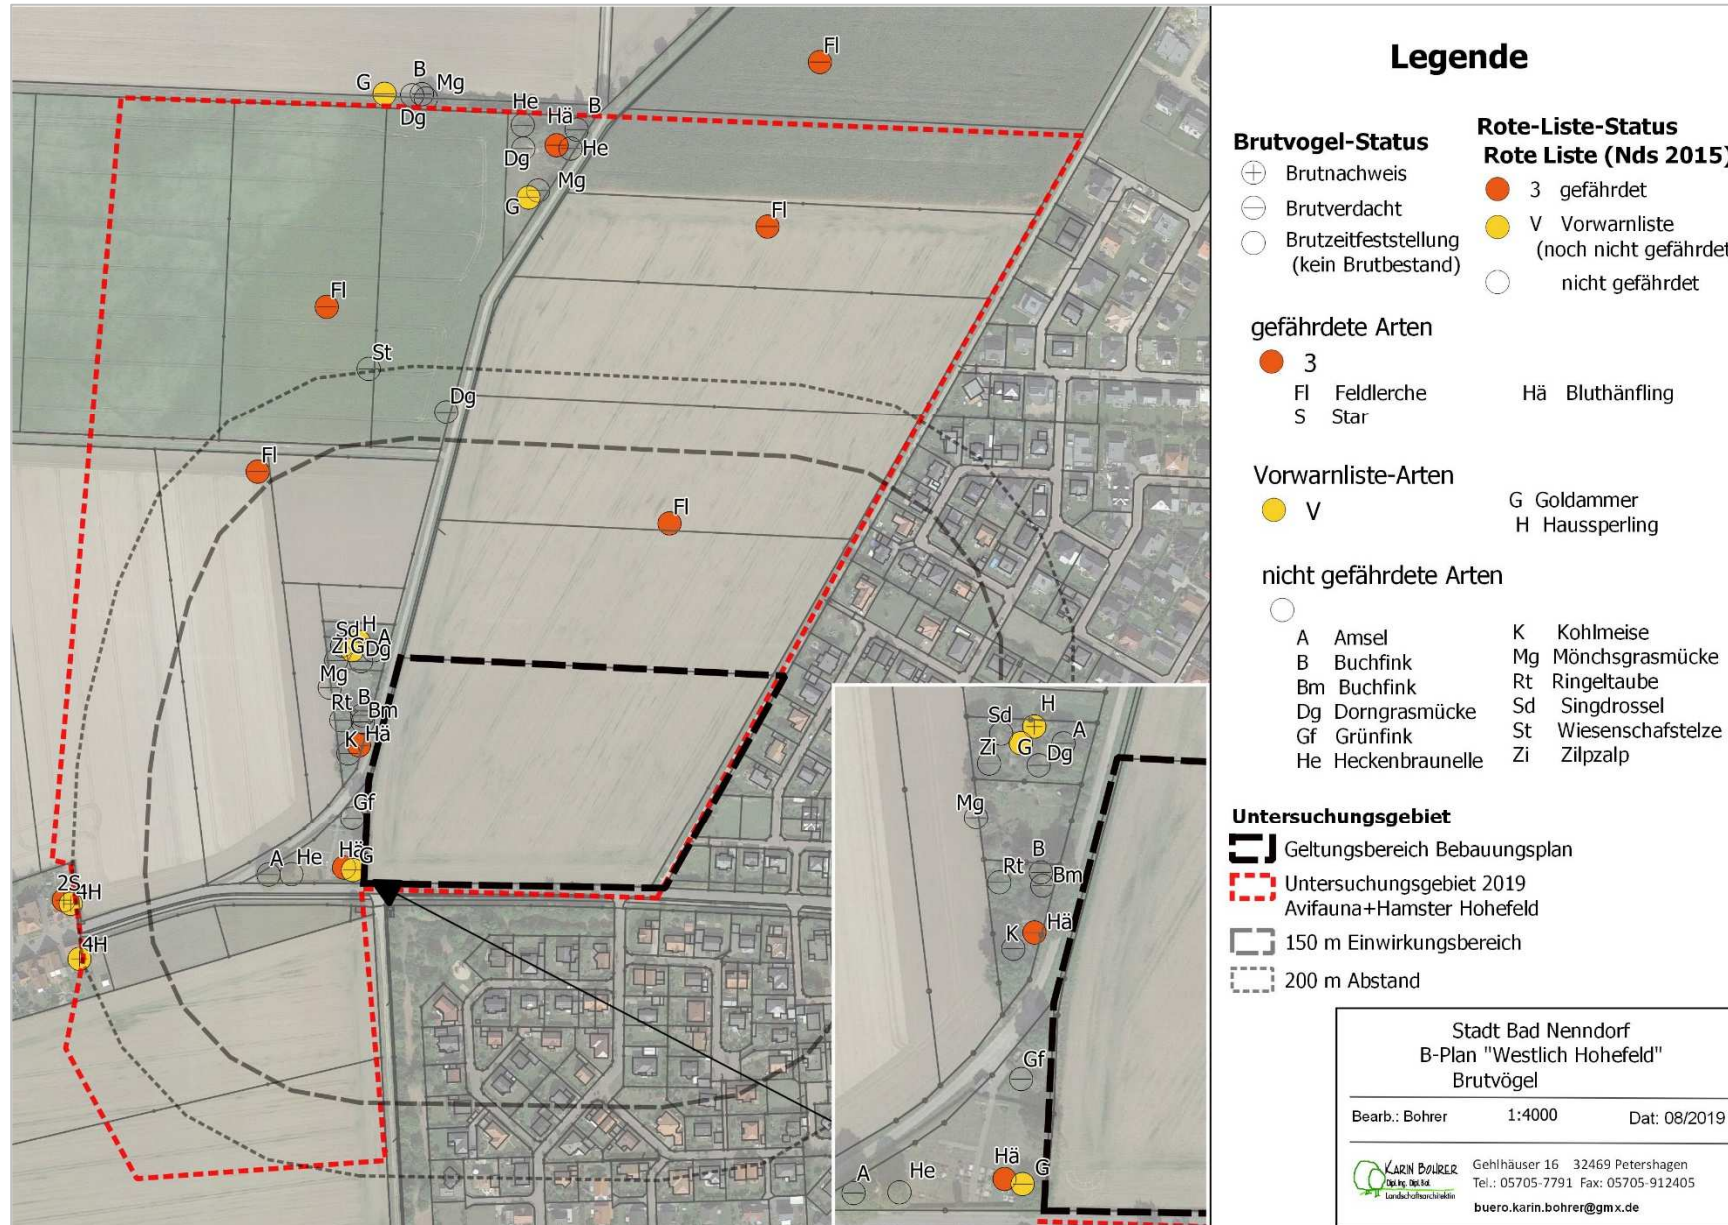 Fl
G
B
Mg
Dg
He
Hä
B
Dg
He
Mg
G
Fl
Fl
St
Dg
Fl
Fl
H
Sd
A
Zi
G
Dg
Mg
B
Rt
Bm
Hä
K
Gf
A
He
Hä
G
2S
4H
4H
H
Sd
A
Zi
G
Dg
Mg
B
Rt
Bm
Hä
K
Gf
Hä
A
He
G
Legende
Brutvogel-Status
Brutnachweis
Brutverdacht
Brutzeitfeststellung
(kein Brutbestand)
Rote-Liste-Status
Rote Liste (Nds 2015)
3 gefährdet
V Vorwarnliste
(noch nicht gefährdet
nicht gefährdet
gefährdete Arten
3
Fl Feldlerche
S Star
Hä Bluthänfling
Vorwarnliste-Arten
V
G Goldammer
H Haussperling
nicht gefährdete Arten
A Amsel
B Buchfink
Bm Buchfink
Dg Dorngrasmücke
Gf Grünfink
He Heckenbraunelle
K Kohlmeise
Mg Mönchsgrasmücke
Rt Ringeltaube
Sd Singdrossel
St Wiesenschafstelze
Zi Zilpzalp
Untersuchungsgebiet
Geltungsbereich Bebauungsplan
Untersuchungsgebiet 2019
Avifauna+Hamster Hohefeld
150 m Einwirkungsbereich
200 m Abstand
Stadt Bad Nenndorf
B-Plan "Westlich Hohefeld"
Brutvögel
Bearb.: Bohrer 1:4000 Dat: 08/2019
KARIN BOHRER
Dipl.Ing. Dipl.Biol.
Landschaftsarchitektin
Gehlhäuser 16 32469 Petershagen
Tel.: 05705-7791 Fax: 05705-912405
buero.karin.bohrer@gmx.de